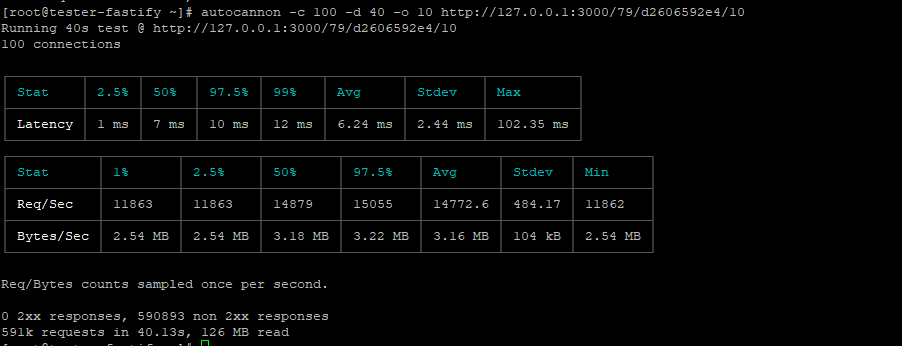 [root@tester-fastify ~]# autocannon -c 100 -d 40 -o 10 http://127.0.0.1:3000/79/d2606592e4/10
Running 40s test @ http://127.0.0.1:3000/79/d2606592e4/10
100 connections
Stat 2.5% 50% 97.5% 99% Avg Stdev Max
Latency 1 ms 7 ms 10 ms 12 ms 6.24 ms 2.44 ms 102.35 ms
Stat 1% 2.5% 50% 97.5% Avg Stdev Min
Req/Sec 11863 11863 14879 15055 14772.6 484.17 11862
Bytes/Sec 2.54 MB 2.54 MB 3.18 MB 3.22 MB 3.16 MB 104 kB 2.54 MB
Req/Bytes counts sampled once per second.
0 2xx responses, 590893 non 2xx responses
591k requests in 40.13s, 126 MB read
[root@tester-fastify ~]#